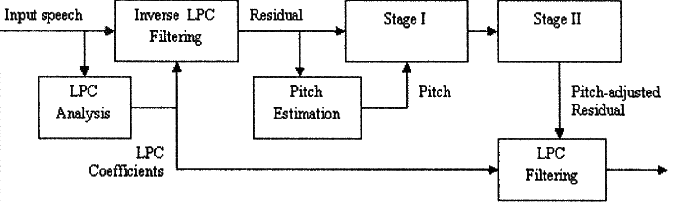 Input speech
Inverse LPC
Filtering
Residual
Stage I
Stage II
LPC
Analysis
Pitch
Estimation
Pitch
Pitch-adjusted
Residual
LPC
Coefficients
LPC
Filtering